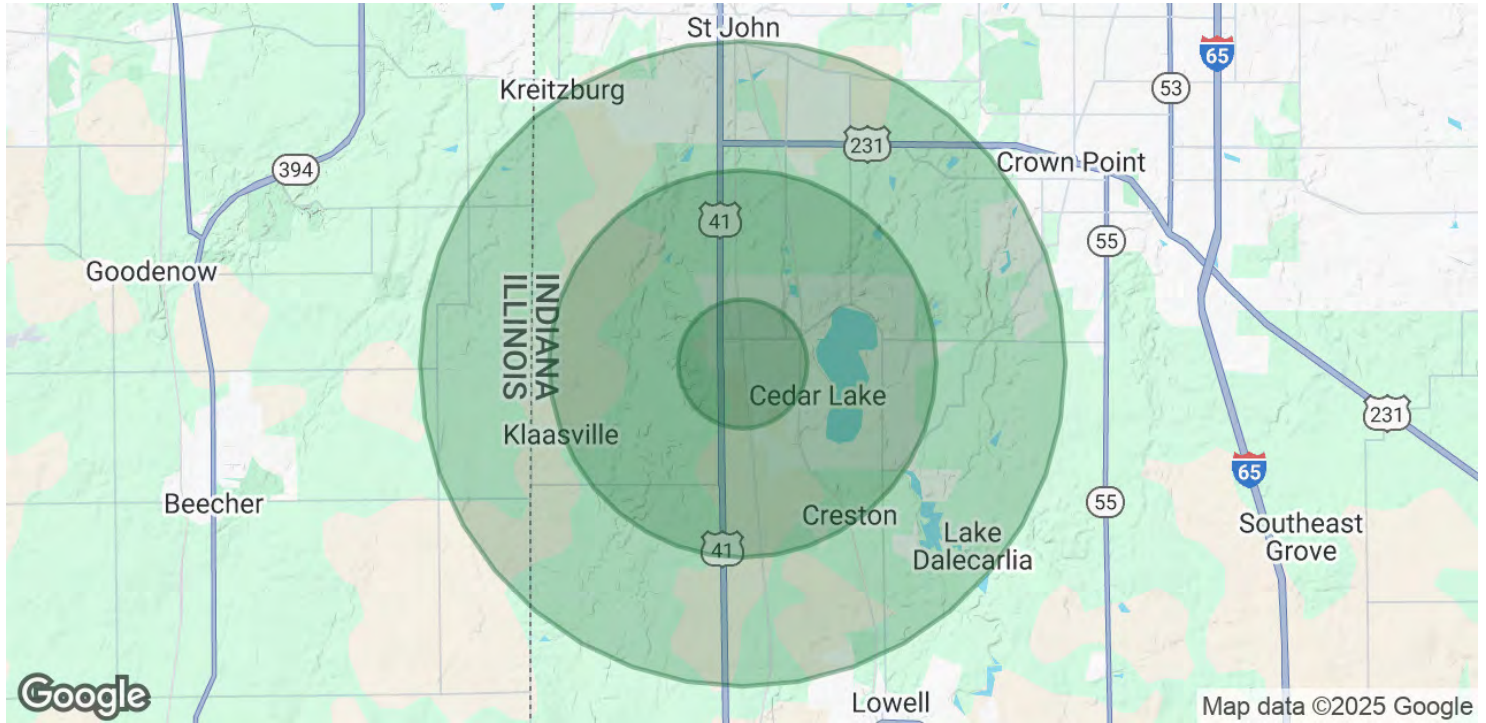 St John
65
Kreitzburg
53
231
394
Crown Point
41
55
Goodenow
INDIANA
ILLINOIS
Cedar Lake
231
Klaasville
65
Beecher
55
Creston
Southeast
Grove
Lake
Dalecarlia
41
Lowell
Google
Map data ©2025 Google